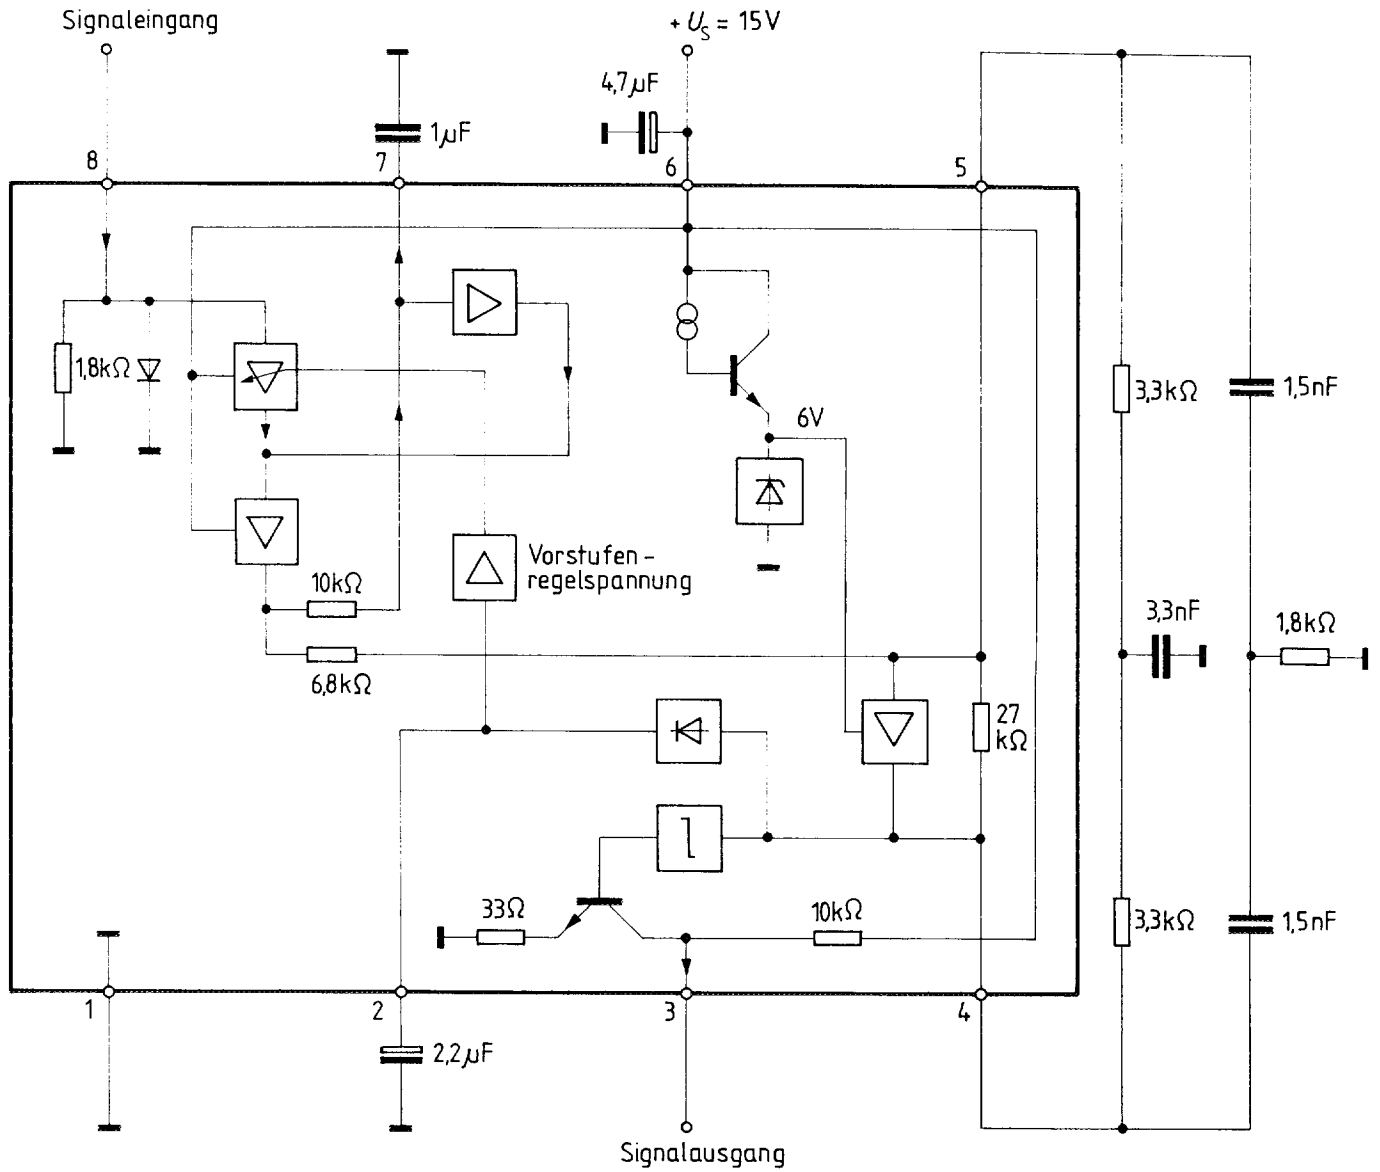 Signaleingang
+ U_S = 15V
4,7µF
1µF
8
7
6
5
1,8kΩ
6V
3,3kΩ
1,5nF
Vorstufen-
regelspannung
10kΩ
6,8kΩ
3,3nF
1,8kΩ
27
kΩ
33Ω
10kΩ
3,3kΩ
1,5nF
1
2
3
4
2,2µF
Signalausgang